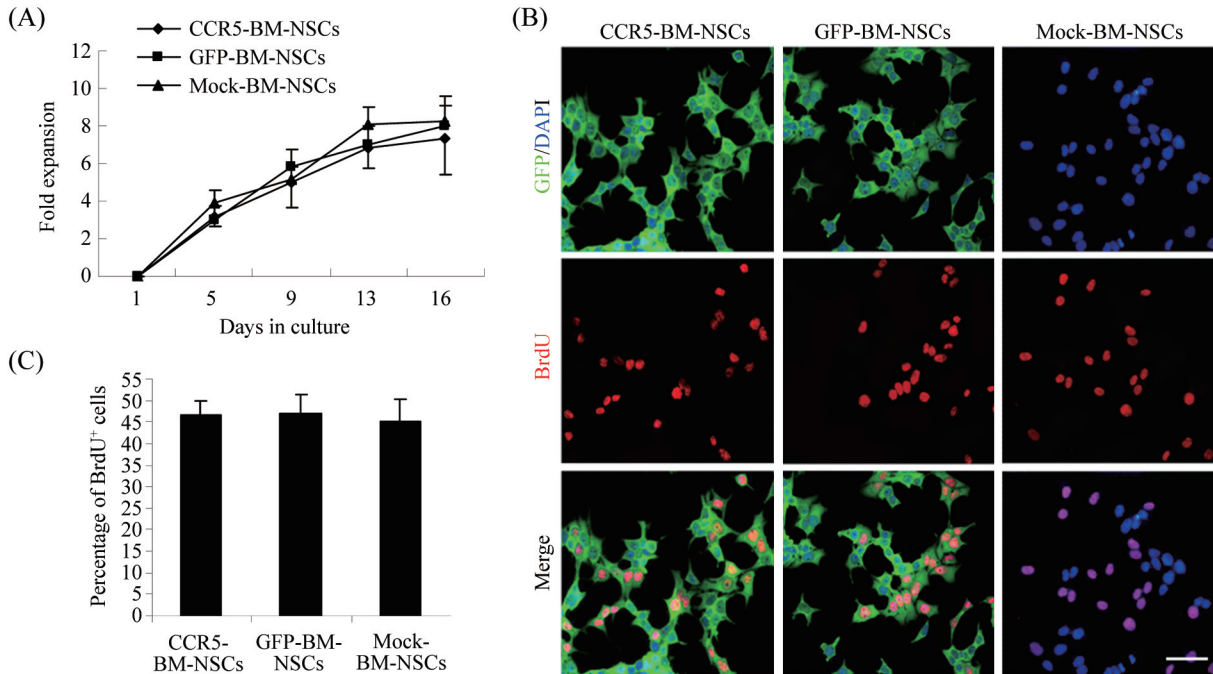 (A)
CCR5-BM-NSCs
GFP-BM-NSCs
Mock-BM-NSCs
12
10
8
6
4
2
0
Fold expansion
1 5 9 13 16
Days in culture
(B)
CCR5-BM-NSCs GFP-BM-NSCs Mock-BM-NSCs
GFP/DAPI
BrdU
Merge
(C)
55
50
45
40
35
30
25
20
15
10
5
0
Percentage of BrdU⁺ cells
CCR5- GFP-BM- Mock-
BM-NSCs NSCs BM-NSCs